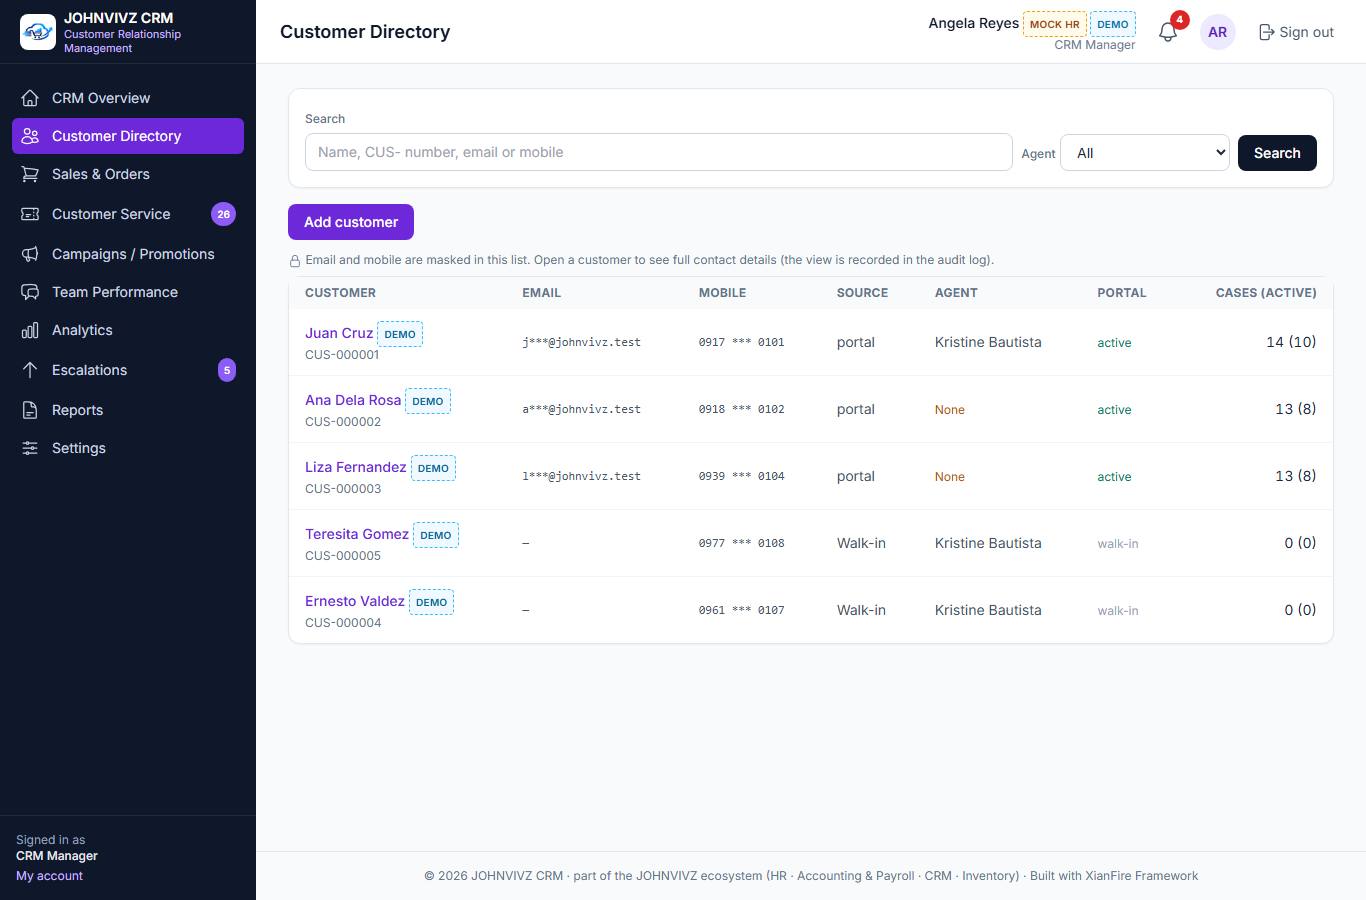 JOHNVIVZ CRM
Customer Relationship
Management
CRM Overview
Customer Directory
Sales & Orders
Customer Service 26
Campaigns / Promotions
Team Performance
Analytics
Escalations 5
Reports
Settings
Signed in as
CRM Manager
My account
Customer Directory
Angela Reyes MOCK HR DEMO
CRM Manager
4
AR
Sign out
Search
Name, CUS- number, email or mobile
Agent All Search
Add customer
Email and mobile are masked in this list. Open a customer to see full contact details (the view is recorded in the audit log).
CUSTOMER EMAIL MOBILE SOURCE AGENT PORTAL CASES (ACTIVE)
Juan Cruz DEMO
CUS-000001
j***@johnvivz.test 0917 *** 0101 portal Kristine Bautista active 14 (10)
Ana Dela Rosa DEMO
CUS-000002
a***@johnvivz.test 0918 *** 0102 portal None active 13 (8)
Liza Fernandez DEMO
CUS-000003
l***@johnvivz.test 0939 *** 0104 portal None active 13 (8)
Teresita Gomez DEMO
CUS-000005
— 0977 *** 0108 Walk-in Kristine Bautista walk-in 0 (0)
Ernesto Valdez DEMO
CUS-000004
— 0961 *** 0107 Walk-in Kristine Bautista walk-in 0 (0)
© 2026 JOHNVIVZ CRM · part of the JOHNVIVZ ecosystem (HR · Accounting & Payroll · CRM · Inventory) · Built with XianFire Framework